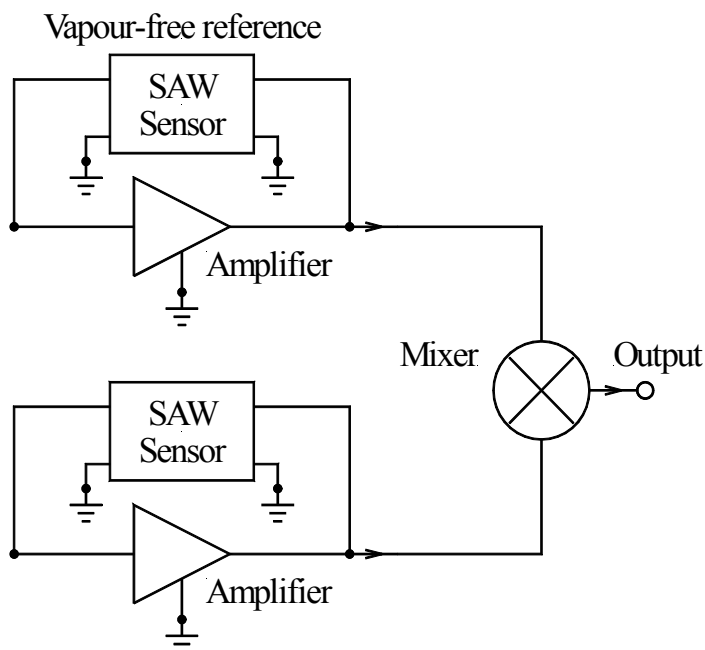 Vapour-free reference
SAW
Sensor
Amplifier
Mixer
Output
SAW
Sensor
Amplifier